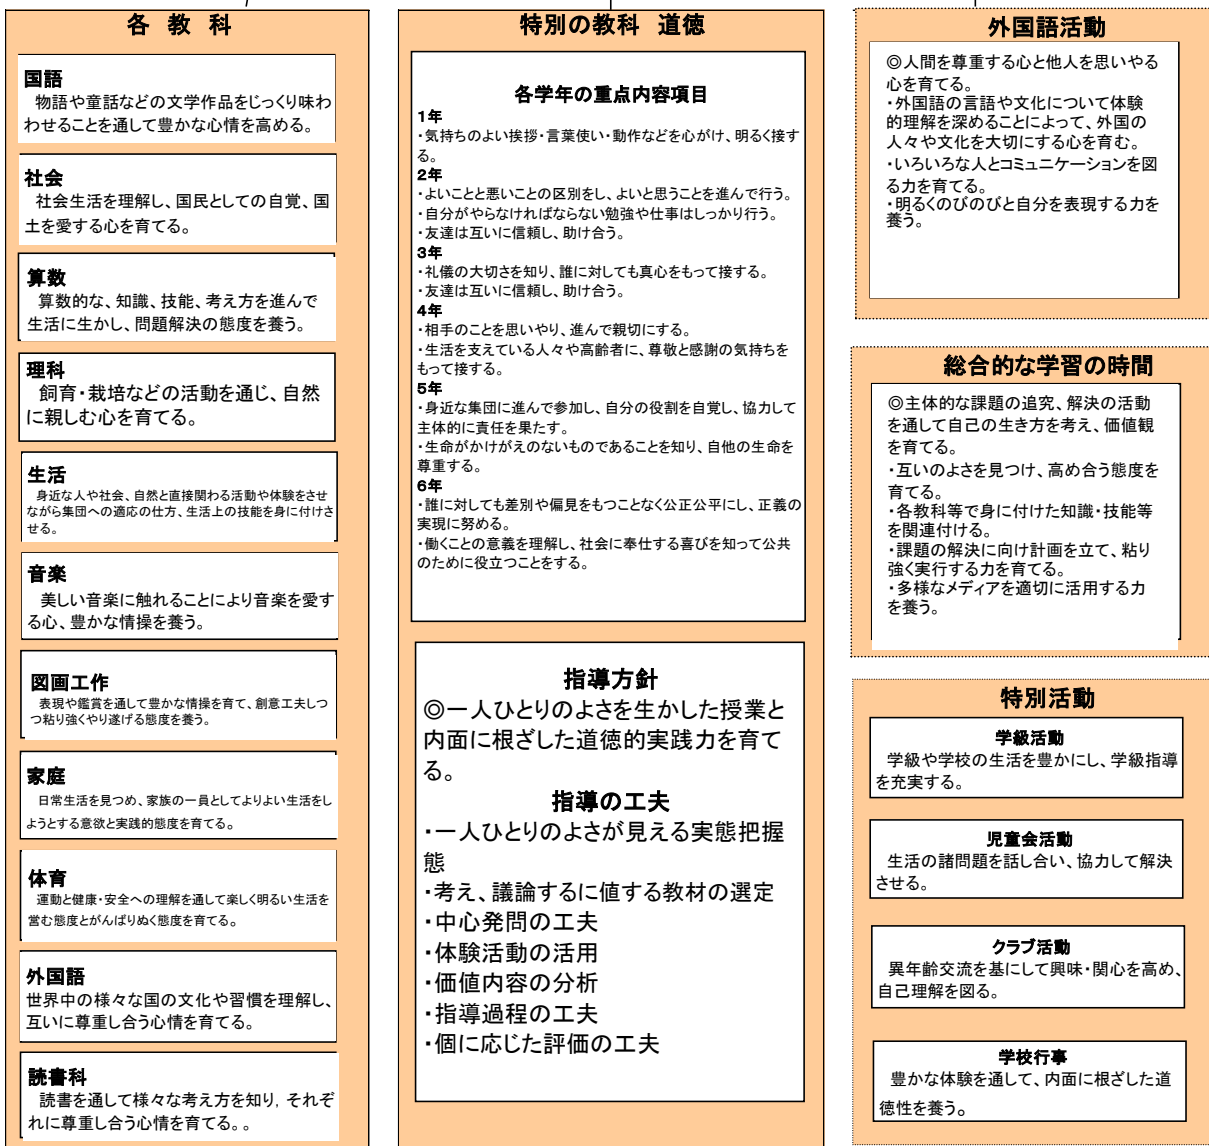 各 教 科
国語
物語や童話などの文学作品をじっくり味わ
わせることを通して豊かな心情を高める。
社会
社会生活を理解し、国民としての自覚、国
土を愛する心を育てる。
算数
算数的な、知識、技能、考え方を進んで
生活に生かし、問題解決の態度を養う。
理科
飼育・栽培などの活動を通じ、自然
に親しむ心を育てる。
生活
身近な人や社会、自然と直接関わる活動や体験をさせ
ながら集団への適応の仕方、生活上の技能を身に付けさ
せる。
音楽
美しい音楽に触れることにより音楽を愛す
る心、豊かな情操を養う。
図画工作
表現や鑑賞を通して豊かな情操を育て、創意工夫しつ
つ粘り強くやり遂げる態度を養う。
家庭
日常生活を見つめ、家族の一員としてよりよい生活をし
ようとする意欲と実践的態度を育てる。
体育
運動と健康・安全への理解を通して楽しく明るい生活を
営む態度とがんばりぬく態度を育てる。
外国語
世界中の様々な国の文化や習慣を理解し、
互いに尊重し合う心情を育てる。
読書科
読書を通して様々な考え方を知り，それぞ
れに尊重し合う心情を育てる。。
特別の教科 道徳
各学年の重点内容項目
1年
・気持ちのよい挨拶・言葉使い・動作などを心がけ、明るく接す
る。
2年
・よいことと悪いことの区別をし、よいと思うことを進んで行う。
・自分がやらなければならない勉強や仕事はしっかり行う。
・友達は互いに信頼し、助け合う。
3年
・礼儀の大切さを知り、誰に対しても真心をもって接する。
・友達は互いに信頼し、助け合う。
4年
・相手のことを思いやり、進んで親切にする。
・生活を支えている人々や高齢者に、尊敬と感謝の気持ちを
もって接する。
5年
・身近な集団に進んで参加し、自分の役割を自覚し、協力して
主体的に責任を果たす。
・生命がかけがえのないものであることを知り、自他の生命を
尊重する。
6年
・誰に対しても差別や偏見をもつことなく公正公平にし、正義の
実現に努める。
・働くことの意義を理解し、社会に奉仕する喜びを知って公共
のために役立つことをする。
指導方針
◎一人ひとりのよさを生かした授業と
内面に根ざした道徳的実践力を育て
る。
指導の工夫
・一人ひとりのよさが見える実態把握
態
・考え、議論するに値する教材の選定
・中心発問の工夫
・体験活動の活用
・価値内容の分析
・指導過程の工夫
・個に応じた評価の工夫
外国語活動
◎人間を尊重する心と他人を思いやる
心を育てる。
・外国語の言語や文化について体験
的理解を深めることによって、外国の
人々や文化を大切にする心を育む。
・いろいろな人とコミュニケーションを図
る力を育てる。
・明るくのびのびと自分を表現する力を
養う。
総合的な学習の時間
◎主体的な課題の追究、解決の活動
を通して自己の生き方を考え、価値観
を育てる。
・互いのよさを見つけ、高め合う態度を
育てる。
・各教科等で身に付けた知識・技能等
を関連付ける。
・課題の解決に向け計画を立て、粘り
強く実行する力を育てる。
・多様なメディアを適切に活用する力
を養う。
特別活動
学級活動
学級や学校の生活を豊かにし、学級指導
を充実する。
児童会活動
生活の諸問題を話し合い、協力して解決
させる。
クラブ活動
異年齢交流を基にして興味・関心を高め、
自己理解を図る。
学校行事
豊かな体験を通して、内面に根ざした道
徳性を養う。